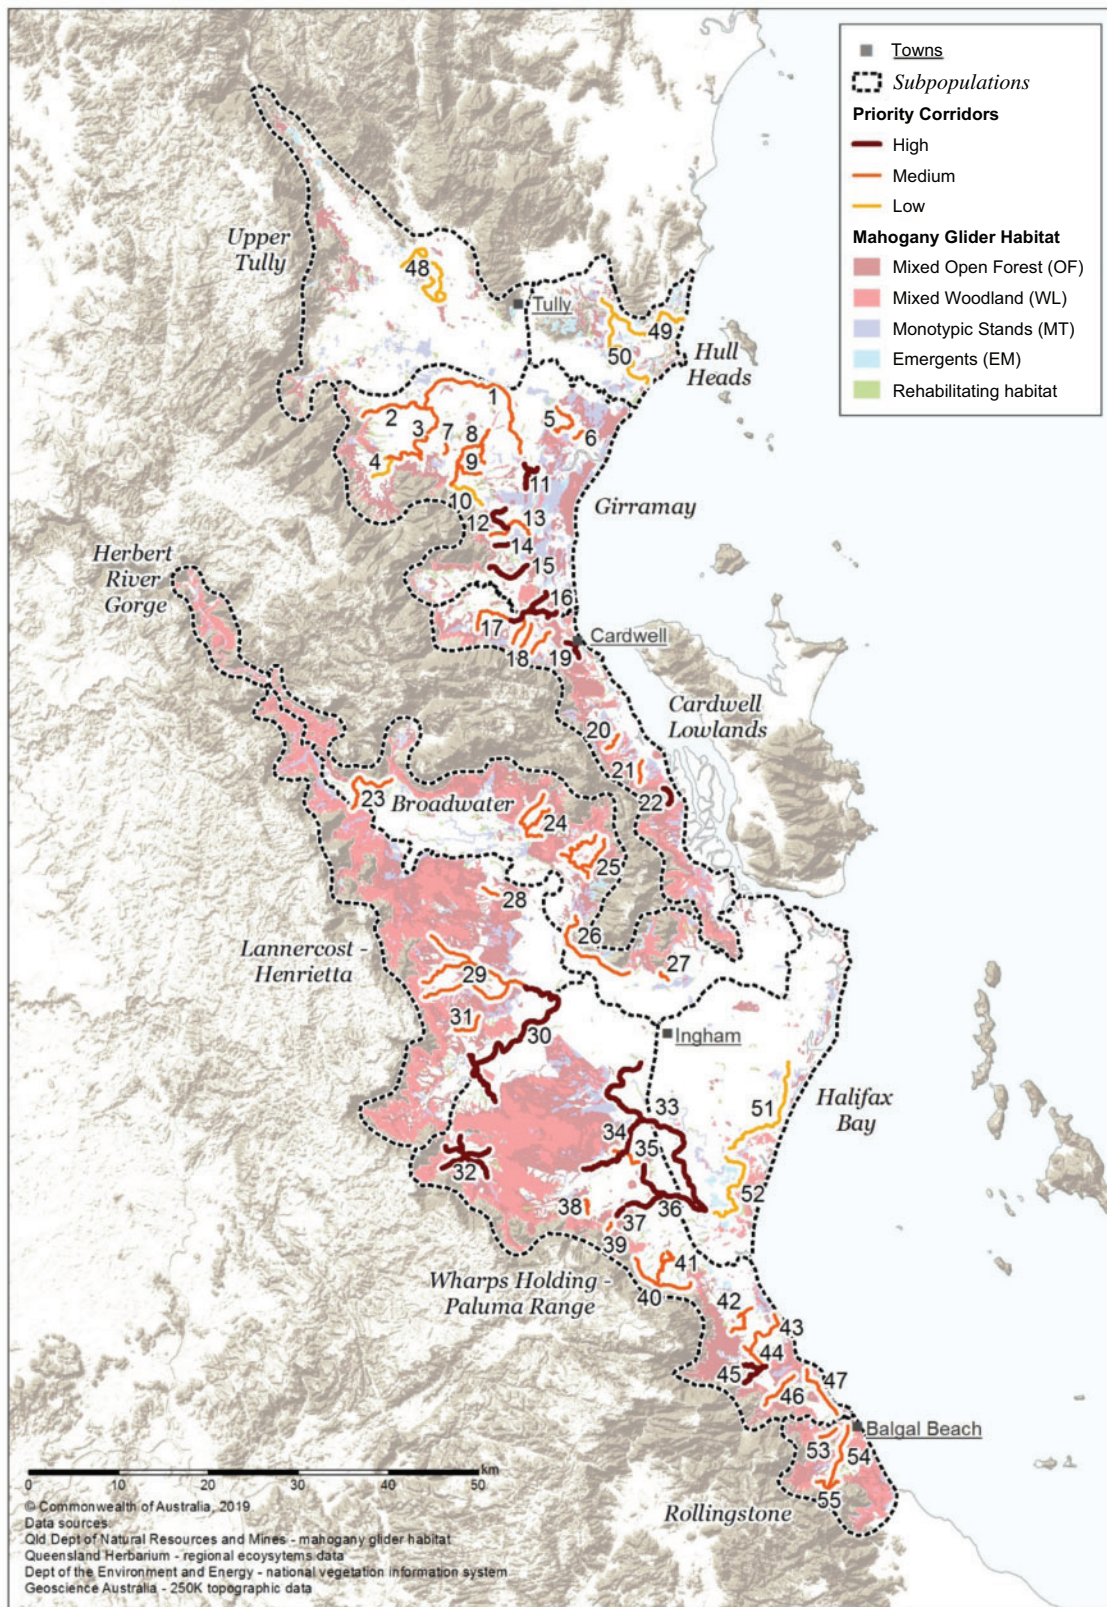 Towns
Subpopulations
Priority Corridors
High
Medium
Low
Mahogany Glider Habitat
Mixed Open Forest (OF)
Mixed Woodland (WL)
Monotypic Stands (MT)
Emergents (EM)
Rehabilitating habitat
Upper
Tully
48
Tully
49
50
Hull
Heads
1
2
3
4
5
6
7
8
9
10
11
12
13
14
15
Girramay
Herbert
River
Gorge
16
17
18
19
Cardwell
Cardwell
Lowlands
20
21
22
23
Broadwater
24
25
26
27
28
Lannercost -
Henrietta
29
30
31
Ingham
32
33
34
35
36
37
38
39
51
52
Halifax
Bay
Wharps Holding -
Paluma Range
40
41
42
43
44
45
46
47
Balgal Beach
53
54
55
Rollingstone
km
0 10 20 30 40 50
© Commonwealth of Australia, 2019.
Data sources:
Qld Dept of Natural Resources and Mines - mahogany glider habitat
Queensland Herbarium - regional ecoysytems data
Dept of the Environment and Energy - national vegetation information system
Geoscience Australia - 250K topographic data